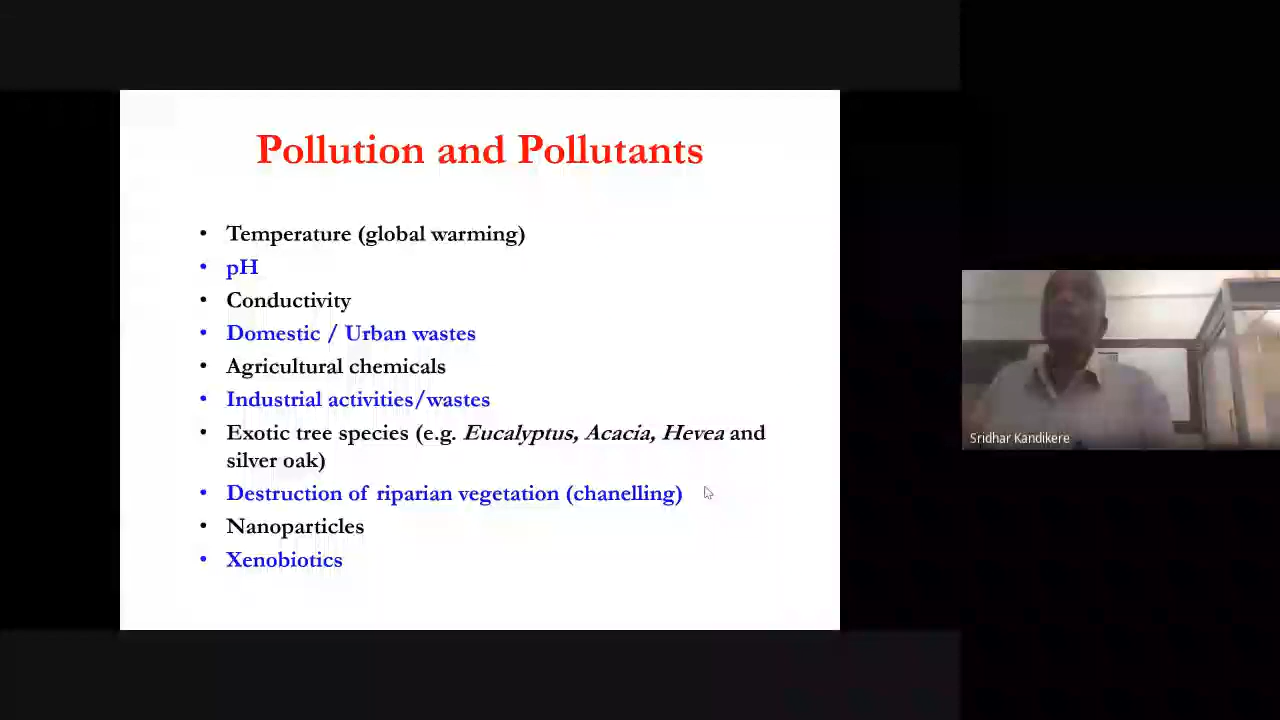 Pollution and Pollutants
• Temperature (global warming)
• pH
• Conductivity
• Domestic / Urban wastes
• Agricultural chemicals
• Industrial activities/wastes
• Exotic tree species (e.g. Eucalyptus, Acacia, Hevea and
silver oak)
• Destruction of riparian vegetation (chanelling)
• Nanoparticles
• Xenobiotics
Sridhar Kandikere